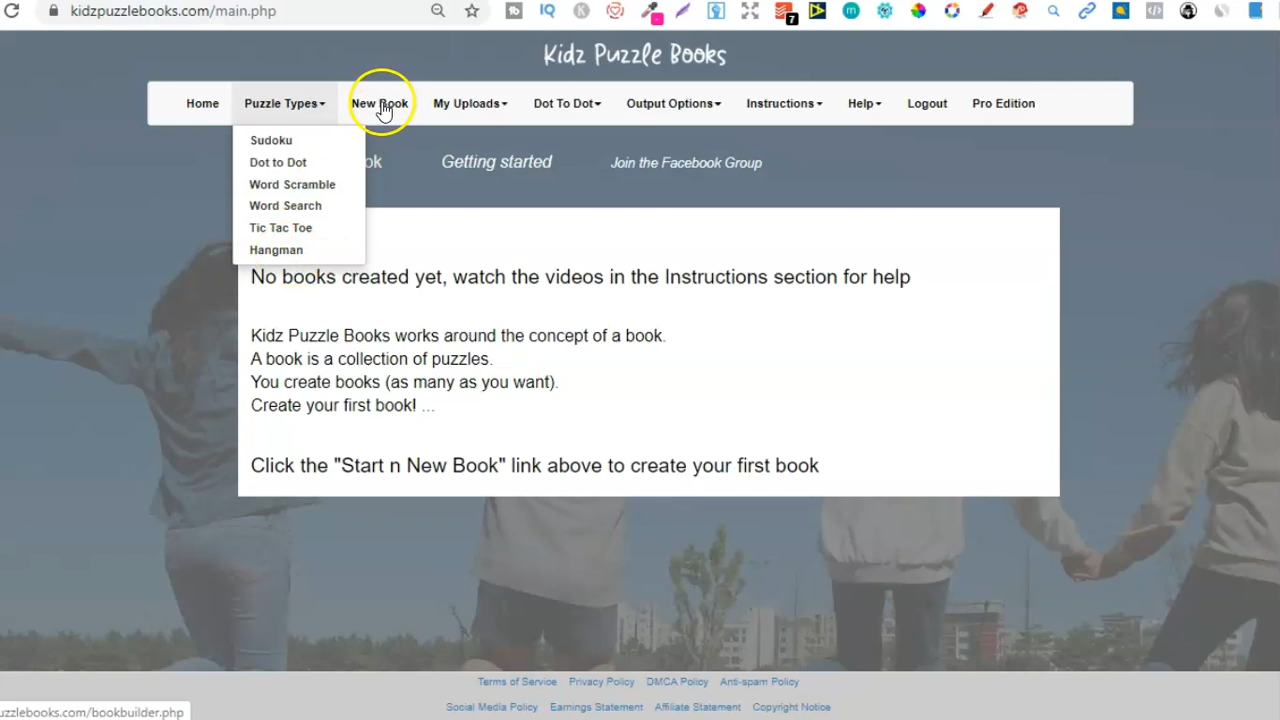 kidzpuzzlebooks.com/main.php
7
Kidz Puzzle Books
Home Puzzle Types New Book My Uploads Dot To Dot Output Options Instructions Help Logout Pro Edition
Sudoku
Dot to Dot
Word Scramble
Word Search
Tic Tac Toe
Hangman
ok Getting started Join the Facebook Group
No books created yet, watch the videos in the Instructions section for help
Kidz Puzzle Books works around the concept of a book.
A book is a collection of puzzles.
You create books (as many as you want).
Create your first book! ...
Click the "Start n New Book" link above to create your first book
Terms of Service Privacy Policy DMCA Policy Anti-spam Policy
Social Media Policy Earnings Statement Affiliate Statement Copyright Notice
uzzlebooks.com/bookbuilder.php